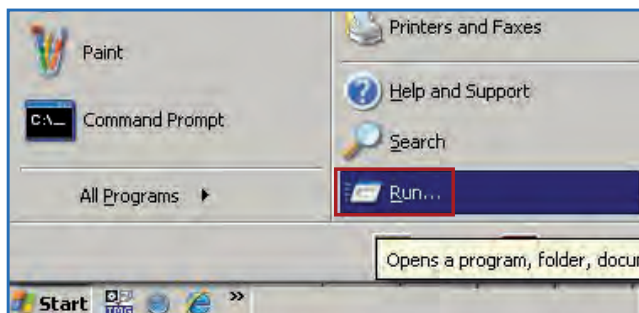 Paint
Command Prompt
All Programs
Printers and Faxes
Help and Support
Search
Run...
Opens a program, folder, docu
Start